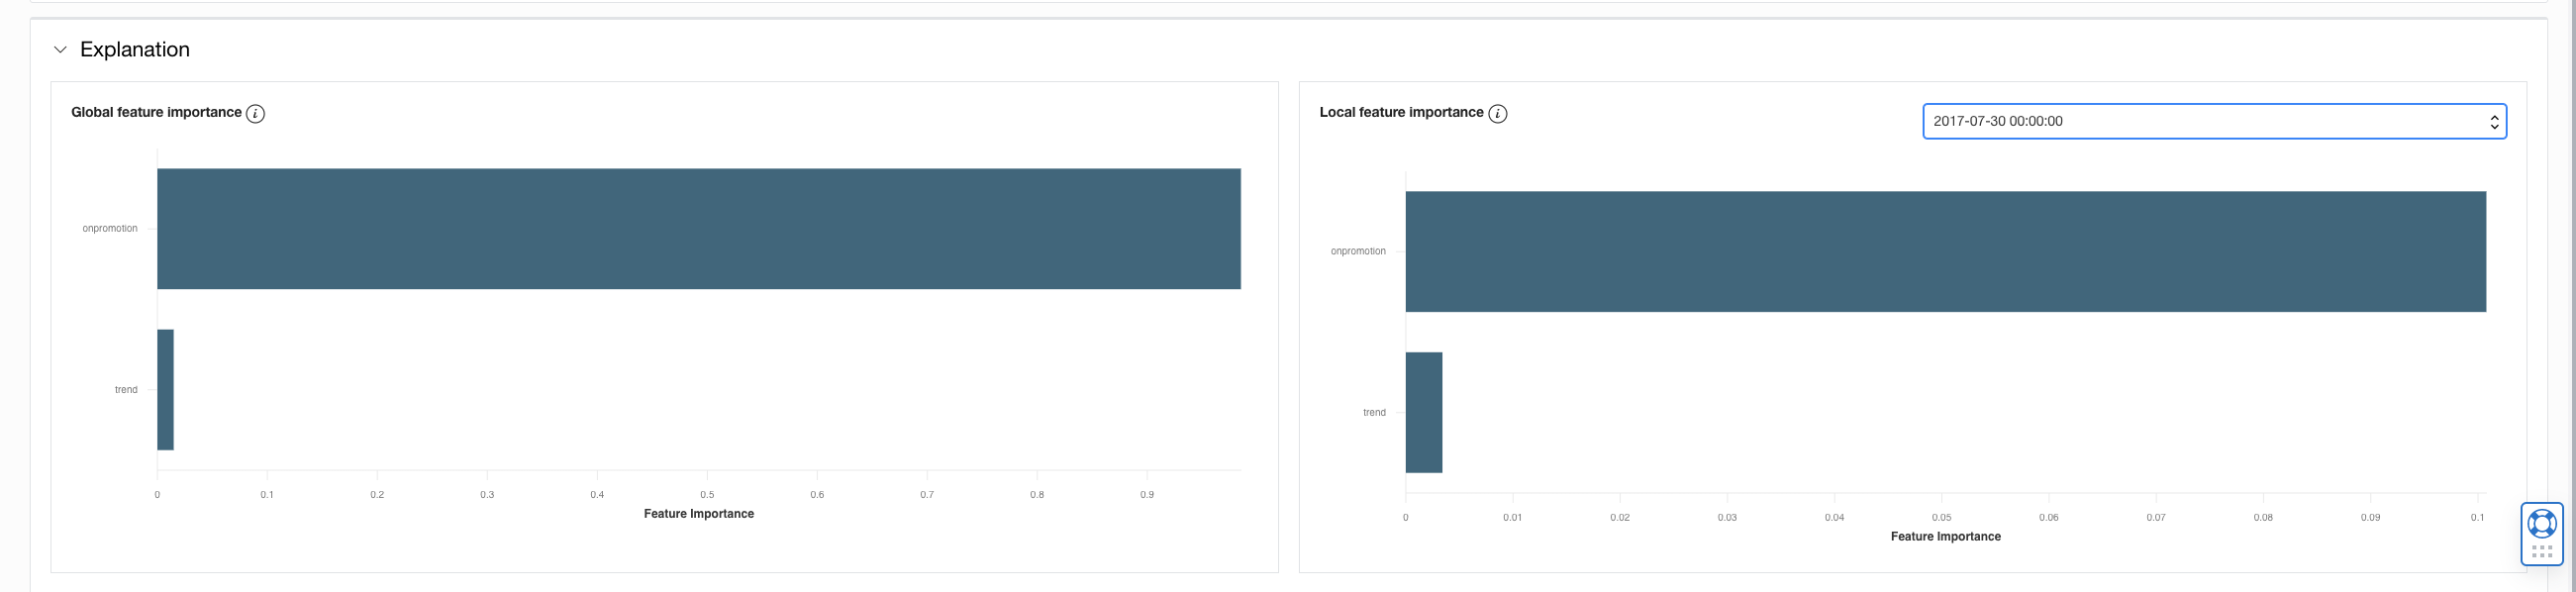 Explanation
Global feature importance i
onpromotion
trend
0 0.1 0.2 0.3 0.4 0.5 0.6 0.7 0.8 0.9
Feature Importance
Local feature importance i
2017-07-30 00:00:00
onpromotion
trend
0 0.01 0.02 0.03 0.04 0.05 0.06 0.07 0.08 0.09 0.1
Feature Importance